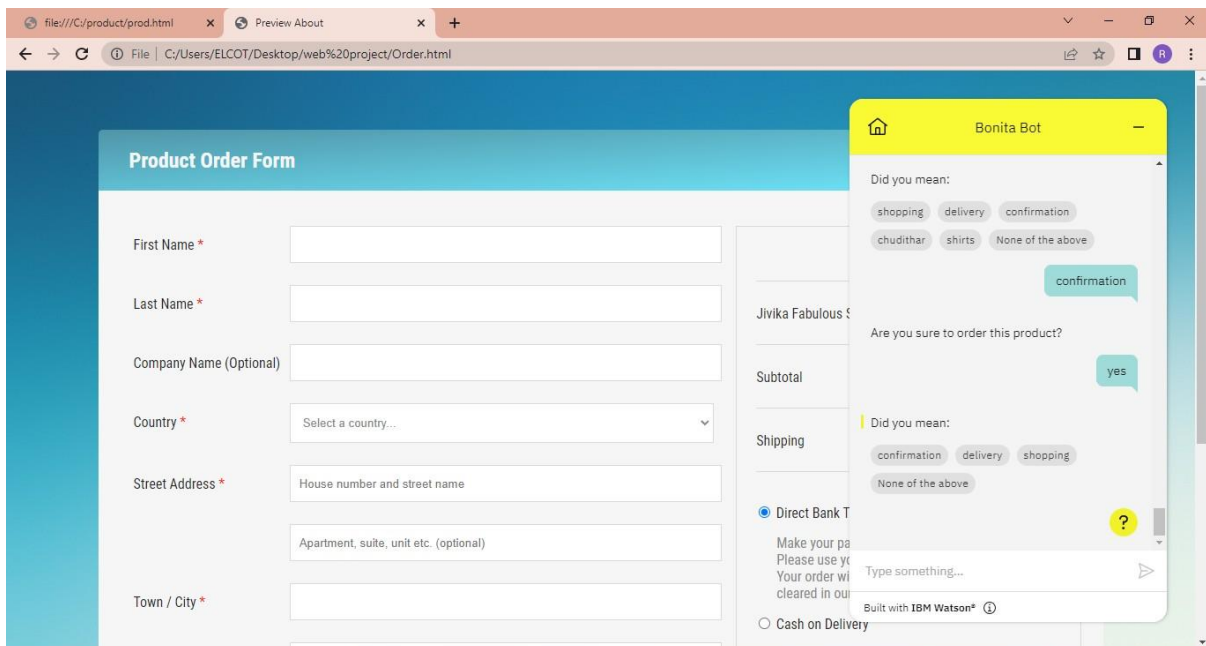 file:///C:/product/prod.html
Preview About
File | C:/Users/ELCOT/Desktop/web%20project/Order.html
R
Product Order Form
First Name *
Last Name *
Company Name (Optional)
Country *
Select a country...
Street Address *
House number and street name
Apartment, suite, unit etc. (optional)
Town / City *
Jivika Fabulous S
Subtotal
Shipping
Direct Bank T
Make your pa
Please use yo
Your order wi
cleared in our
Cash on Delivery
Bonita Bot
Did you mean:
shopping delivery confirmation
chudithar shirts None of the above
confirmation
Are you sure to order this product?
yes
Did you mean:
confirmation delivery shopping
None of the above
?
Type something...
Built with IBM Watson®